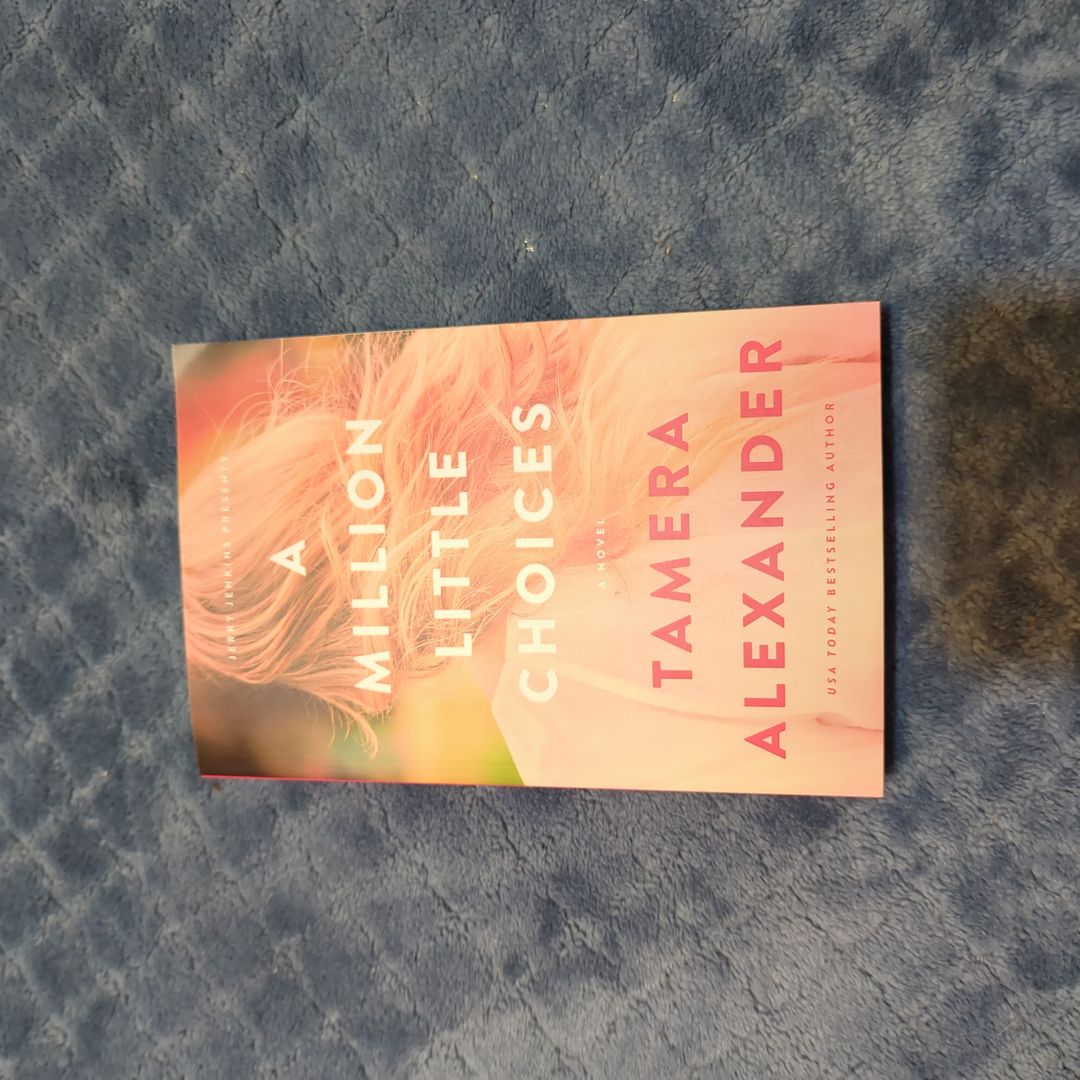 JERRY JENKINS PRESENTS
A
MILLION
LITTLE
CHOICES
A NOVEL
TAMERA
ALEXANDER
USA TODAY BESTSELLING AUTHOR